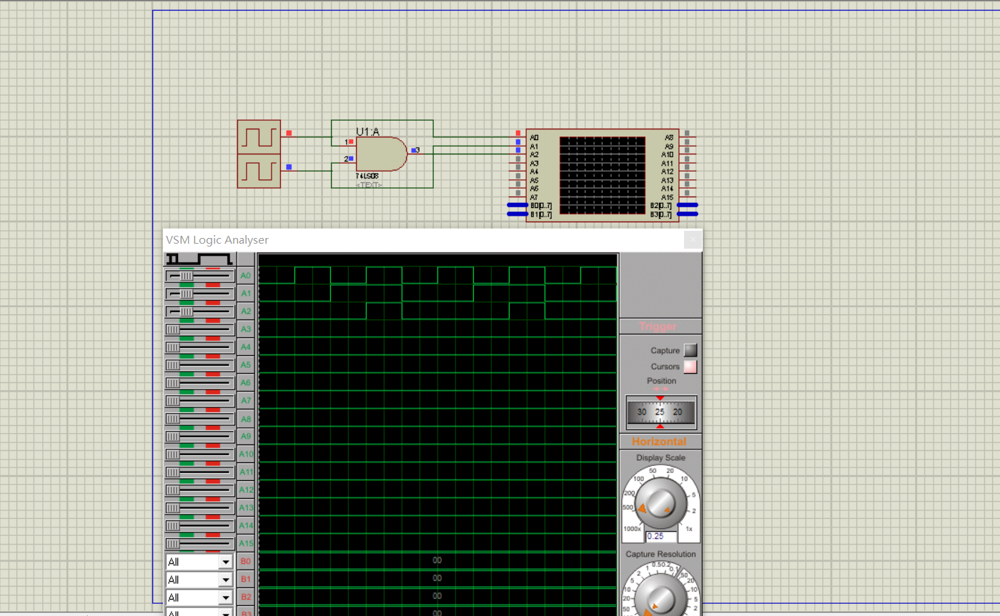 U1:A
1
2
3
74LS08
<TEXT>
A0 A8
A1 A9
A2 A10
A3 A11
A4 A12
A5 A13
A6 A14
A7 A15
B0[0..7] B2[0..7]
B1[0..7] B3[0..7]
VSM Logic Analyser
A0
A1
A2
A3
A4
A5
A6
A7
A8
A9
A10
A11
A12
A13
A14
A15
All B0 00
All B1 00
All B2 00
All B3 00
Trigger
Capture
Cursors
Position
30 25 20
Horizontal
Display Scale
50 20
100 10
200 5
500 2
1000x 1x
0.25
Capture Resolution
1 0.5 0.2 0.1
2 50
5 20
10 10
20 5
50 2